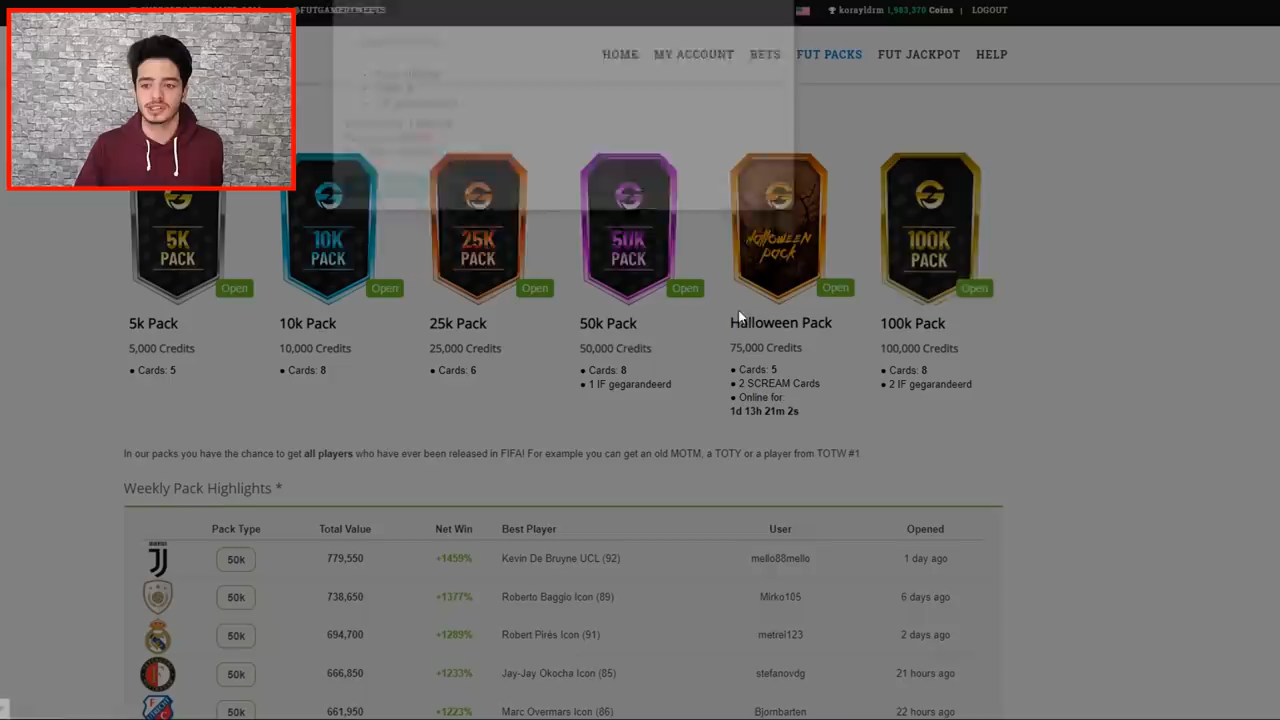 @FUTGAMERTWEETS
korayldrm 1,983,370 Coins | LOGOUT
HOME MY ACCOUNT BETS FUT PACKS FUT JACKPOT HELP
5K PACK
10K PACK
25K PACK
50K PACK
Halloween pack
100K PACK
Open Open Open Open Open Open
5k Pack 10k Pack 25k Pack 50k Pack Halloween Pack 100k Pack
5,000 Credits 10,000 Credits 25,000 Credits 50,000 Credits 75,000 Credits 100,000 Credits
● Cards: 5 ● Cards: 8 ● Cards: 6 ● Cards: 8 ● Cards: 5 ● Cards: 8
● 1 IF gegarandeerd ● 2 SCREAM Cards ● 2 IF gegarandeerd
● Online for:
1d 13h 21m 2s
In our packs you have the chance to get all players who have ever been released in FIFA! For example you can get an old MOTM, a TOTY or a player from TOTW #1
Weekly Pack Highlights *
Pack Type Total Value Net Win Best Player User Opened
50k 779,550 +1459% Kevin De Bruyne UCL (92) mello88mello 1 day ago
50k 738,650 +1377% Roberto Baggio Icon (89) Mirko105 6 days ago
50k 694,700 +1289% Robert Pirès Icon (91) metrel123 2 days ago
50k 666,850 +1233% Jay-Jay Okocha Icon (85) stefanovdg 21 hours ago
50k 661,950 +1223% Marc Overmars Icon (86) Bjornbarten 22 hours ago